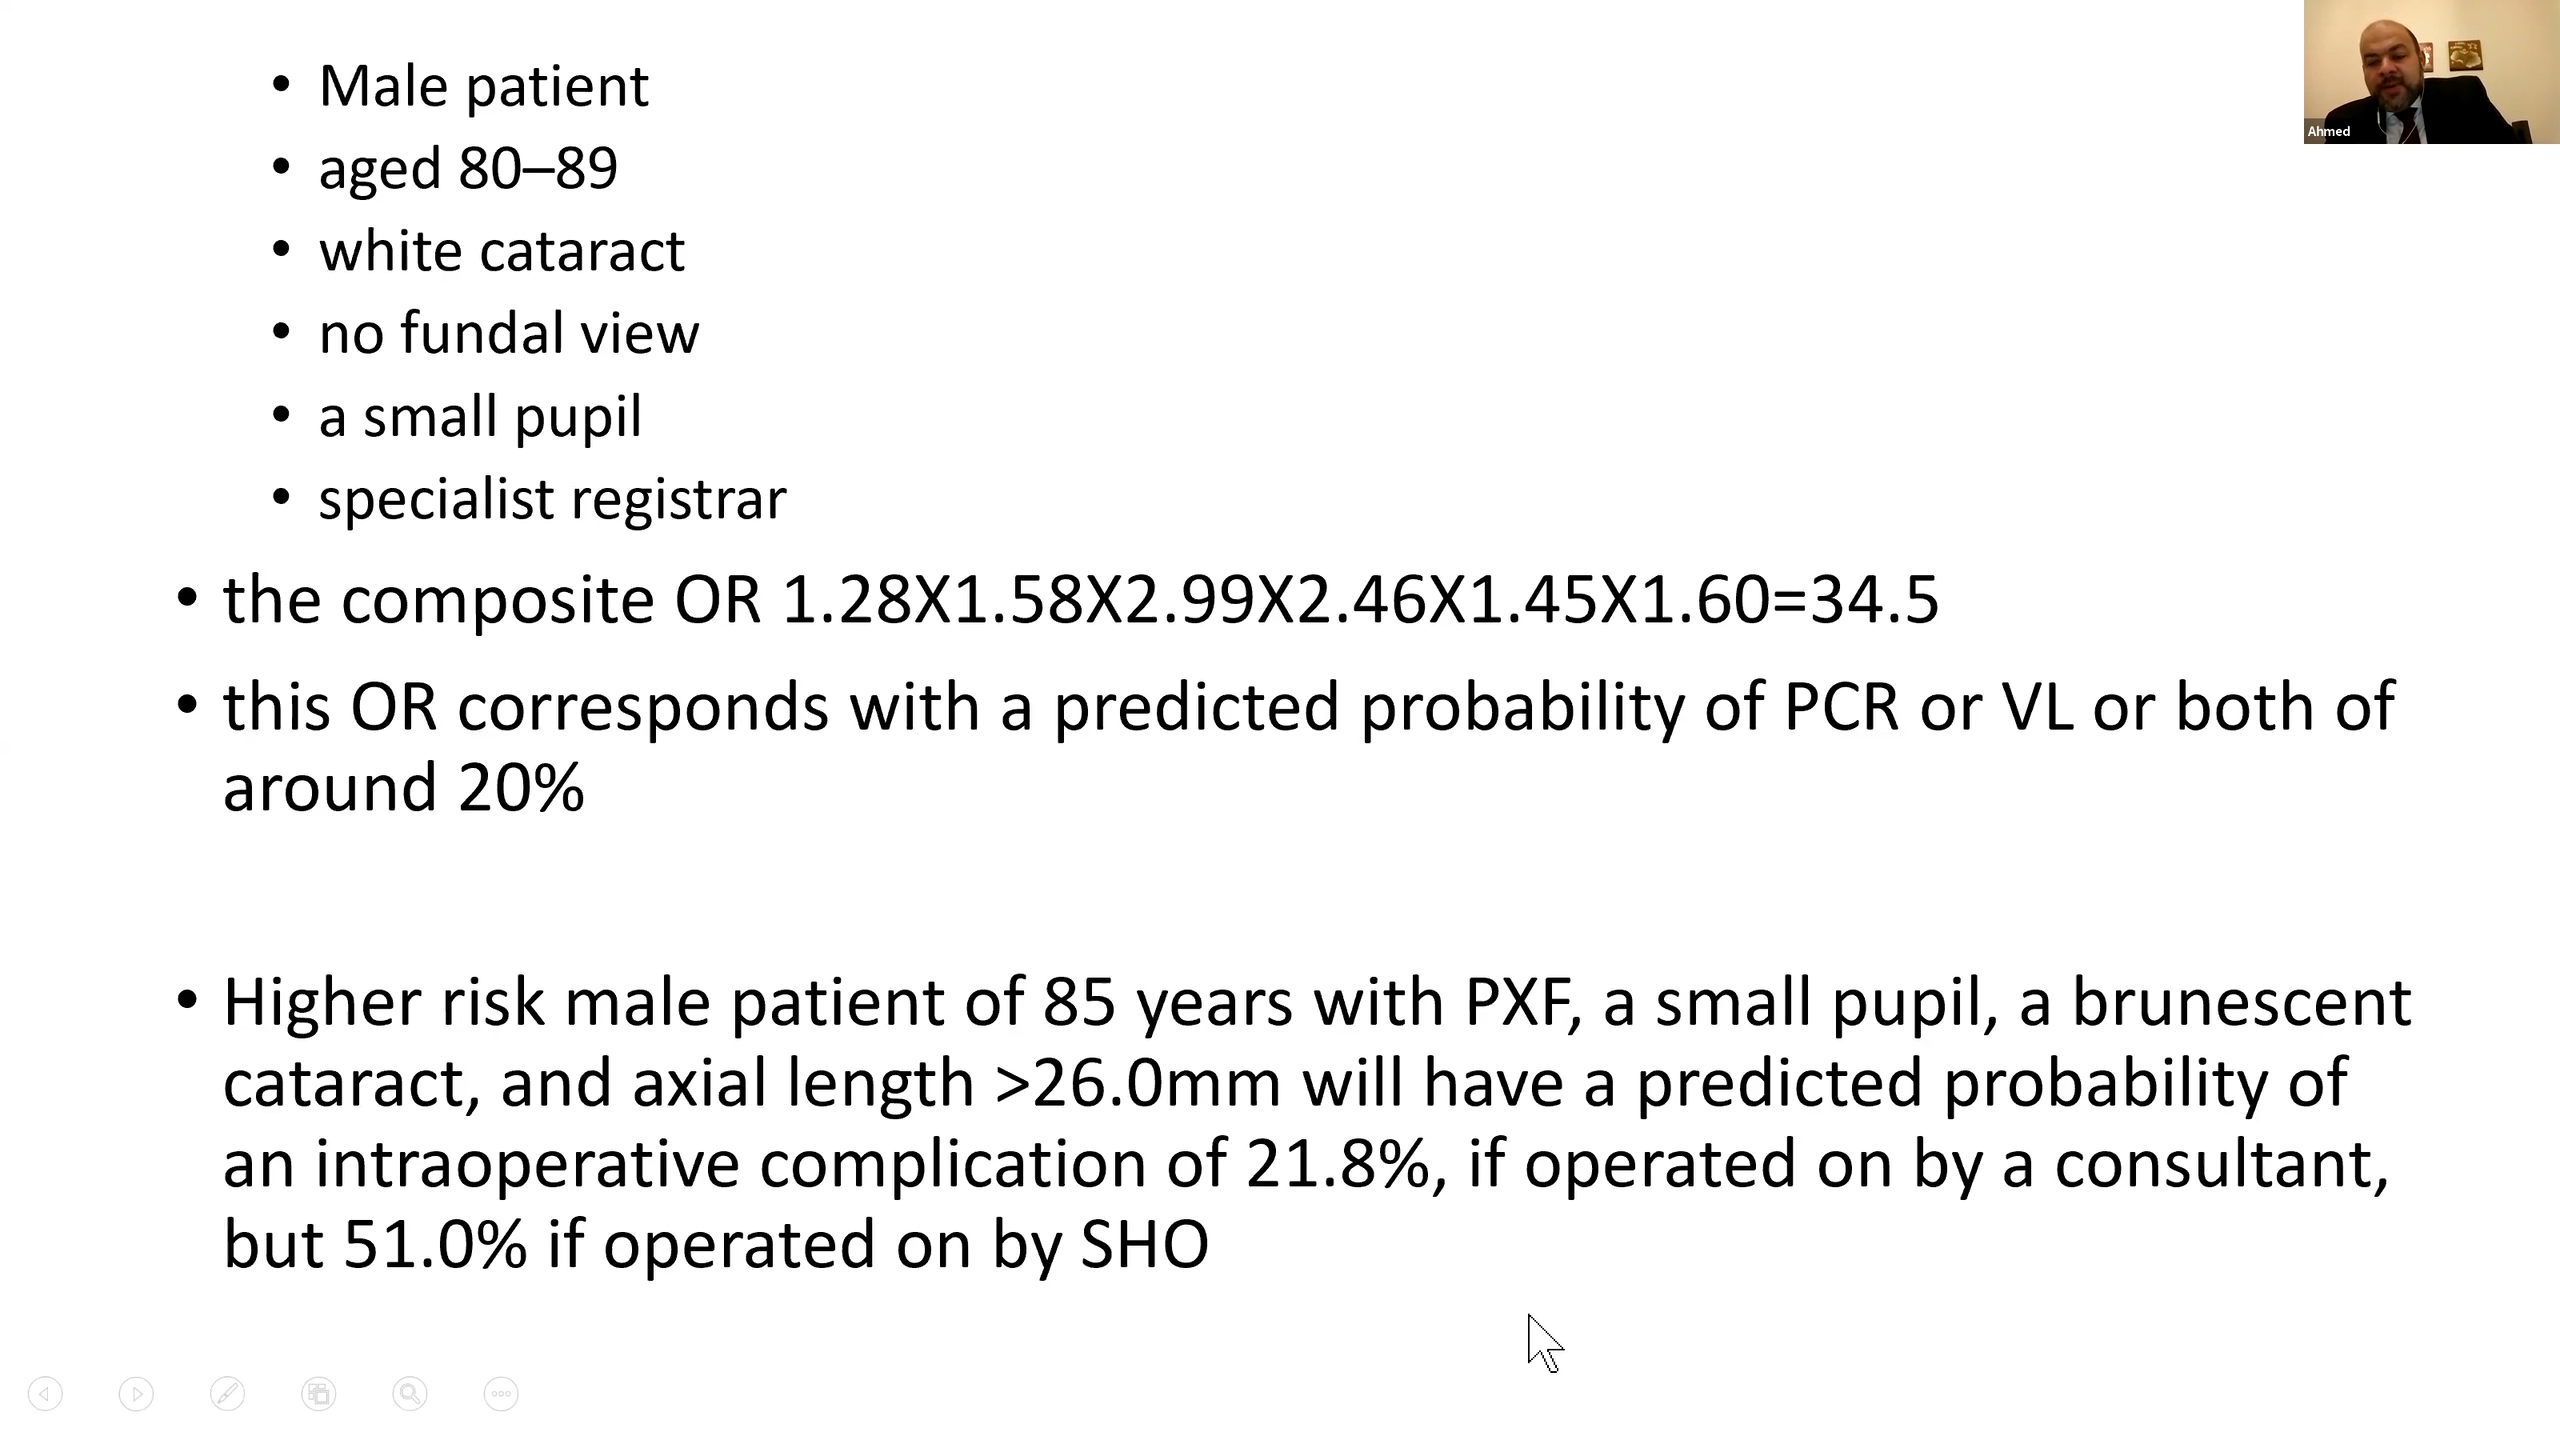 • Male patient
• aged 80–89
• white cataract
• no fundal view
• a small pupil
• specialist registrar
• the composite OR 1.28X1.58X2.99X2.46X1.45X1.60=34.5
• this OR corresponds with a predicted probability of PCR or VL or both of
around 20%
• Higher risk male patient of 85 years with PXF, a small pupil, a brunescent
cataract, and axial length >26.0mm will have a predicted probability of
an intraoperative complication of 21.8%, if operated on by a consultant,
but 51.0% if operated on by SHO
Ahmed